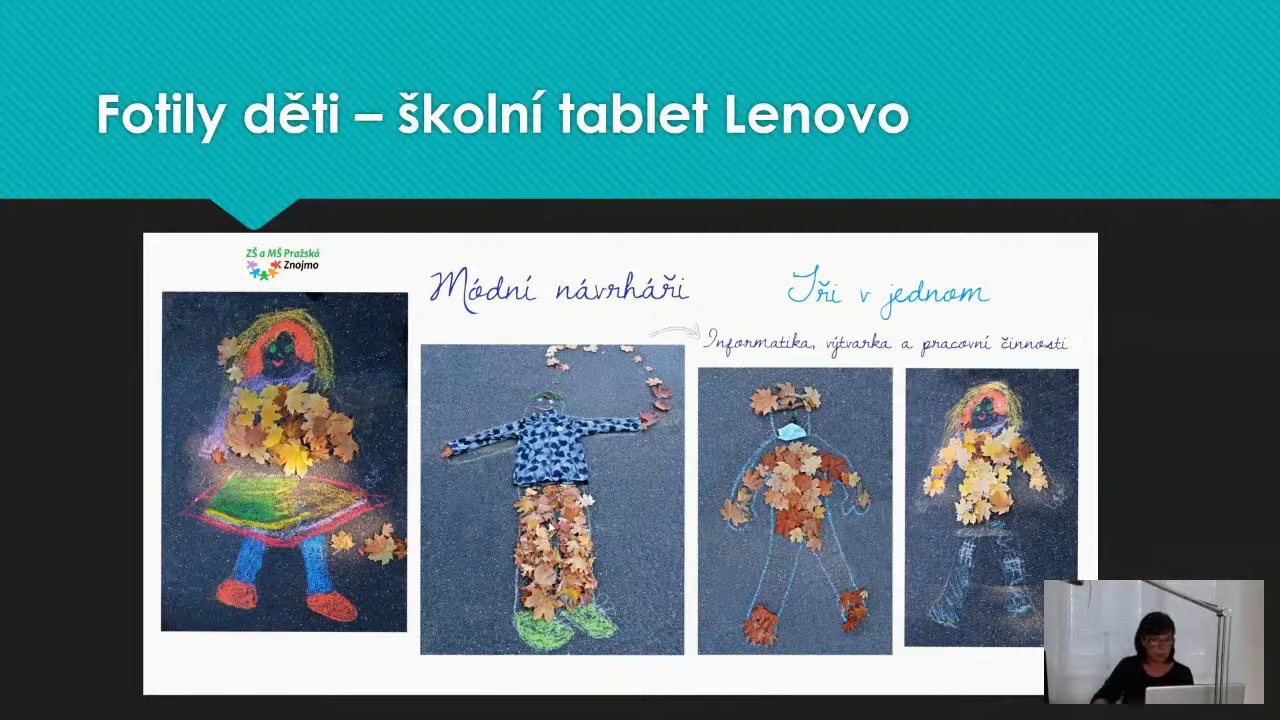 Fotily děti – školní tablet Lenovo
ZŠ a MŠ Pražská
Znojmo
Módní návrháři
Tři v jednom
Informatika, výtvarka a pracovní činnosti